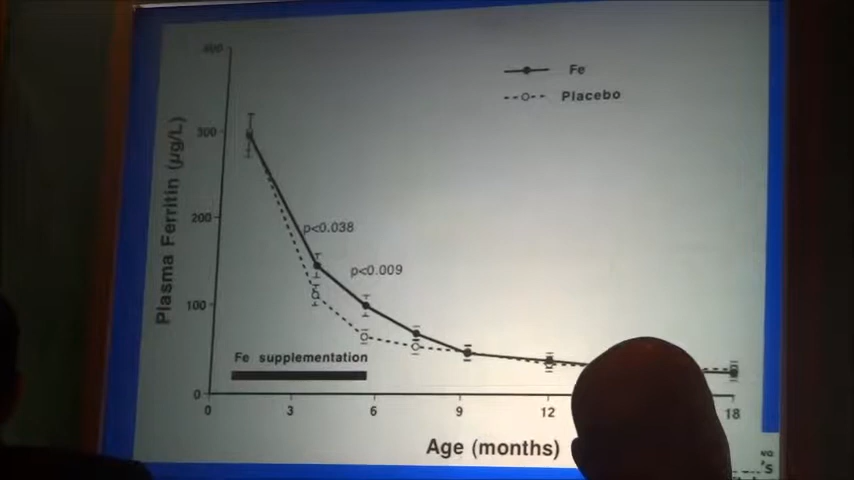 400
Fe
Placebo
300
200
100
0
Plasma Ferritin (µg/L)
p<0.038
p<0.009
Fe supplementation
0 3 6 9 12 18
Age (months)